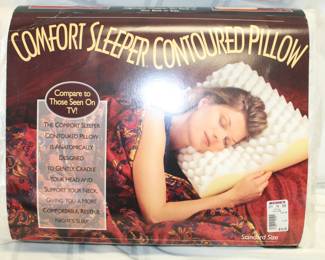 COMFORT SLEEPER CONTOURED PILLOW
Compare to
Those Seen On
TV!
THE COMFORT SLEEPER
CONTOURED PILLOW
IS ANATOMICALLY
DESIGNED
TO GENTLY CRADLE
YOUR HEAD AND
SUPPORT YOUR NECK,
GIVING YOU A MORE
COMFORTABLE, RESTFUL
NIGHT'S SLEEP.
Standard Size